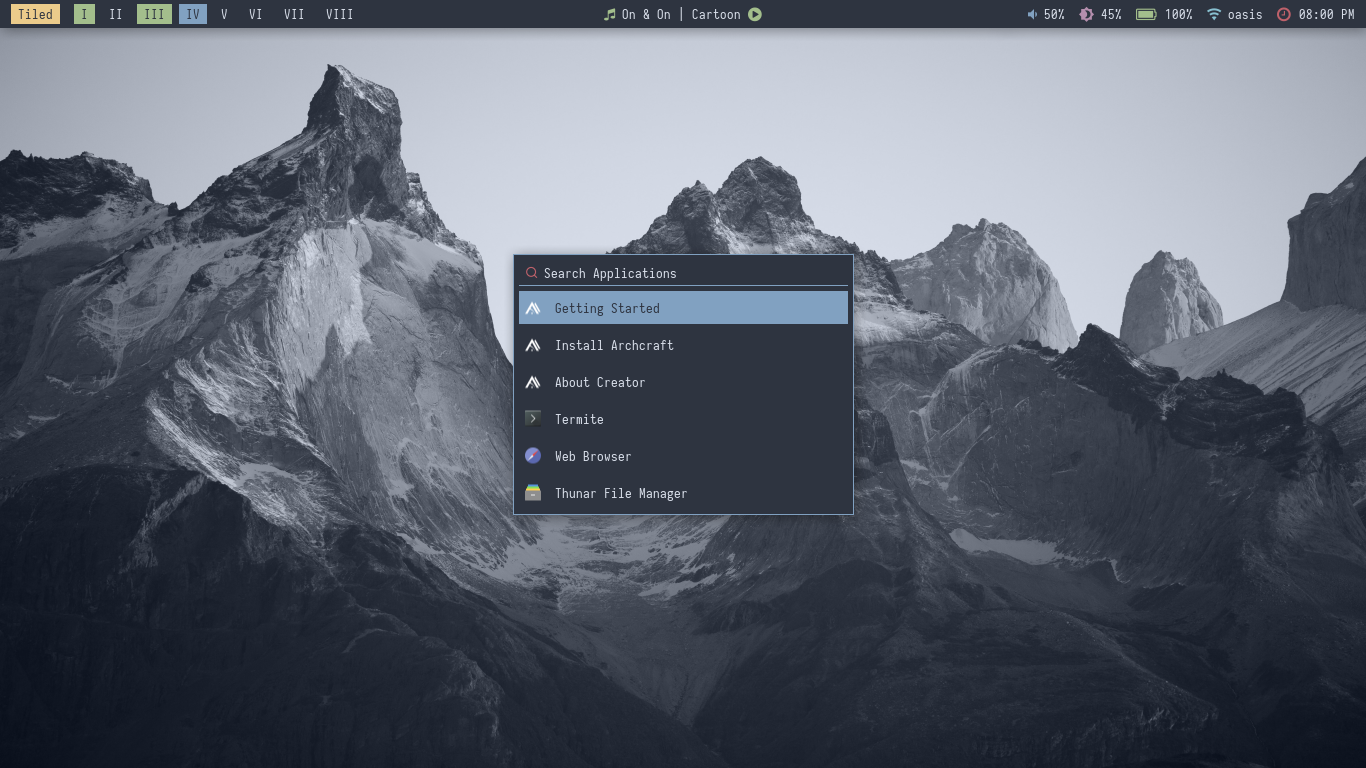 Tiled I II III IV V VI VII VIII On & On | Cartoon 50% 45% 100% oasis 08:00 PM
Search Applications
Getting Started
Install Archcraft
About Creator
Termite
Web Browser
Thunar File Manager